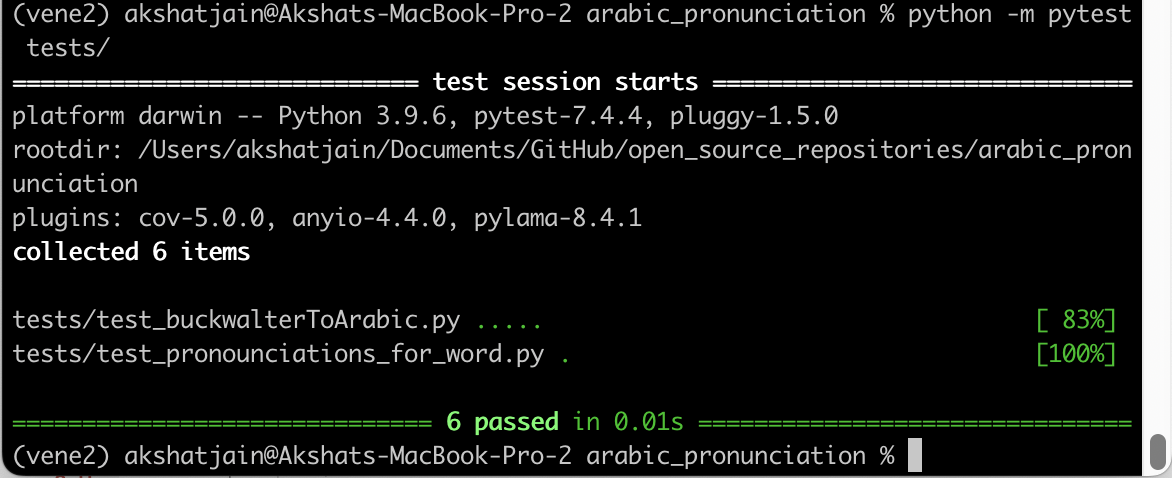 (vene2) akshatjain@Akshats-MacBook-Pro-2 arabic_pronunciation % python -m pytest
 tests/
============================= test session starts ==============================
platform darwin -- Python 3.9.6, pytest-7.4.4, pluggy-1.5.0
rootdir: /Users/akshatjain/Documents/GitHub/open_source_repositories/arabic_pron
unciation
plugins: cov-5.0.0, anyio-4.4.0, pylama-8.4.1
collected 6 items

tests/test_buckwalterToArabic.py .....                                   [ 83%]
tests/test_pronounciations_for_word.py .                                 [100%]

============================== 6 passed in 0.01s ===============================
(vene2) akshatjain@Akshats-MacBook-Pro-2 arabic_pronunciation %